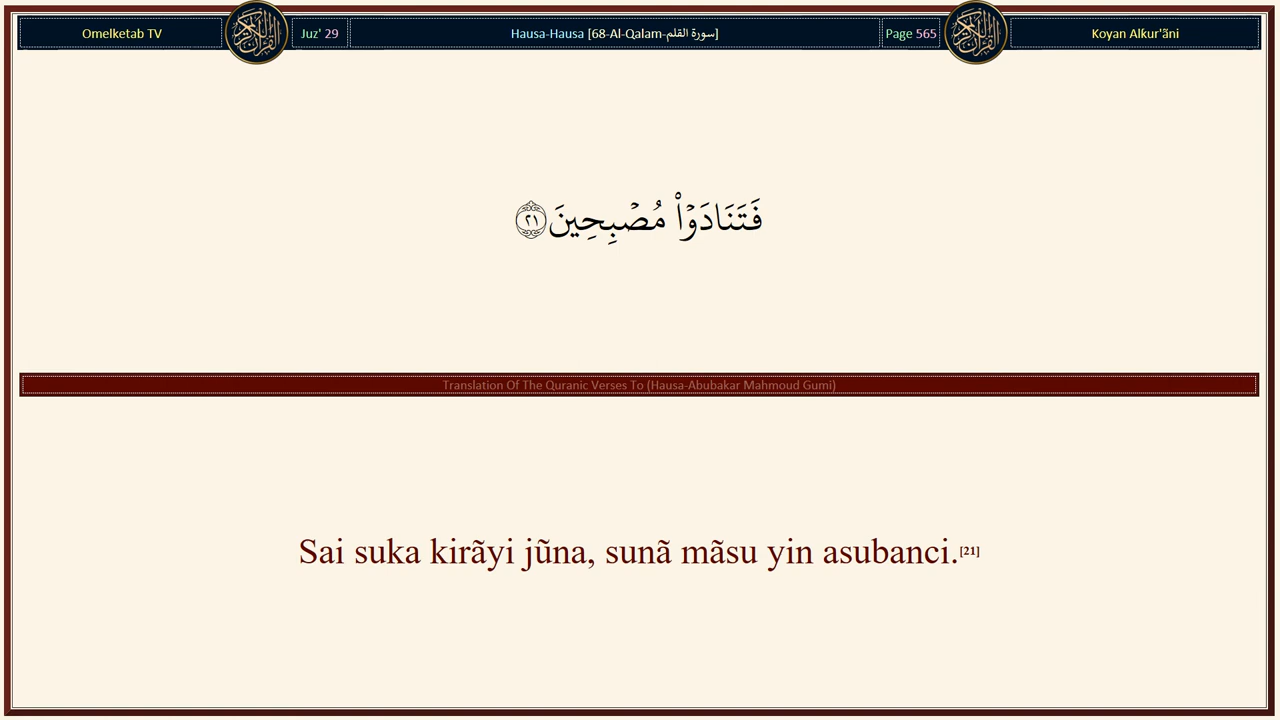 Omelketab TV
Juz' 29
Hausa-Hausa [68-Al-Qalam-سورة القلم]
Page 565
Koyan Alkur'ãni
فَتَنَادَوۡاْ مُصۡبِحِينَ ٢١
Translation Of The Quranic Verses To (Hausa-Abubakar Mahmoud Gumi)
Sai suka kirãyi jũna, sunã mãsu yin asubanci.[21]